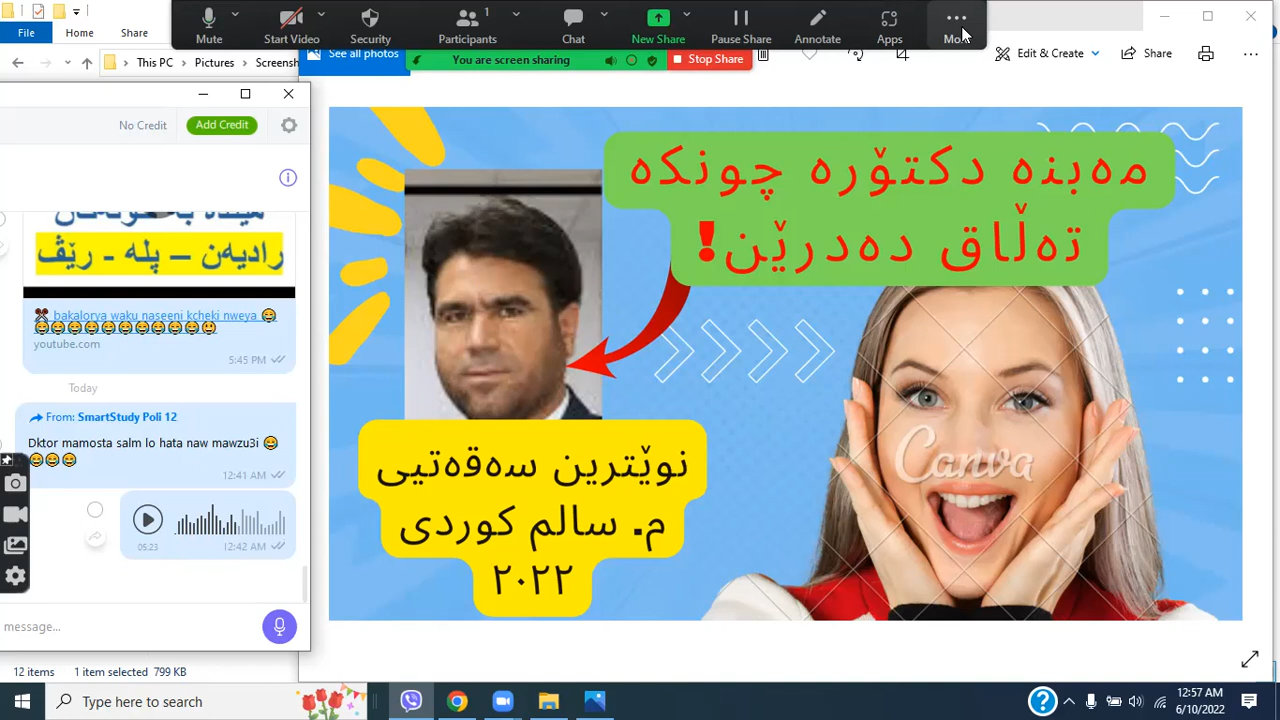 File
Home
Share
Mute
Start Video
Security
1
Participants
Chat
New Share
Pause Share
Annotate
Apps
More
This PC
Pictures
See all photos
You are screen sharing
Stop Share
Edit & Create
Share
No Credit
Add Credit
رادیەن – پلە - ڕێڤ
bakalorya waku naseeni kcheki nweya 😂
😂😂😂😂😂😂😂😂😂😂😂😃
youtube.com
5:45 PM
Today
From: SmartStudy Poli 12
Dktor mamosta salm lo hata naw mawzu3i 😂
😂😂😂
12:41 AM
05:23
12:42 AM
message...
مەبنە دکتۆرە چونکە
تەڵاق دەدرێن!
Canva
نوێترین سەقەتیی
م. سالم کوردی
٢٠٢٢
12 items
1 item selected 799 KB
Type here to search
12:57 AM
6/10/2022